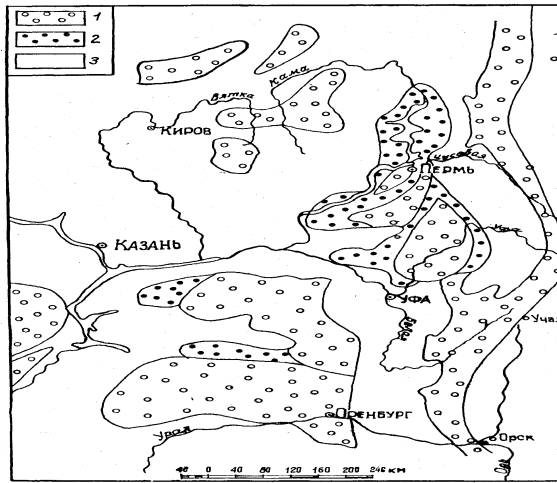 1
2
3
Кама
Вятка
КИРОВ
Чусовая
ПЕРМЬ
КАЗАНЬ
УФА
Белая
Уча
ОРЕНБУРГ
Урал
Орск
40 0 40 80 120 160 200 240 КМ